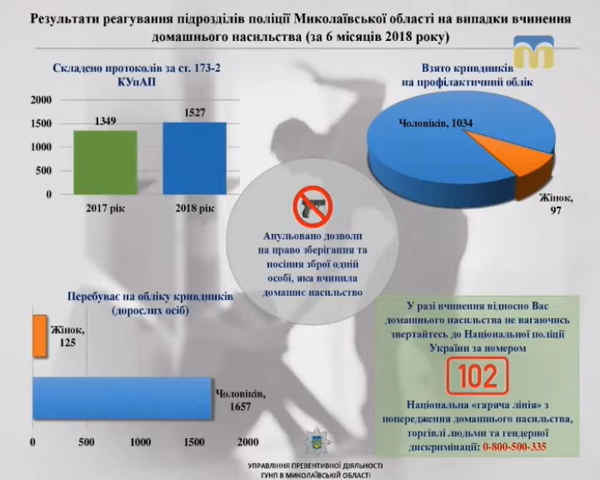 Результати реагування підрозділів поліції Миколаївської області на випадки вчинення
домашнього насильства (за 6 місяців 2018 року)
Складено протоколів за ст. 173-2
КУпАП
2000
1500
1000
500
0
1349
1527
2017 рік
2018 рік
Взято кривдників
на профілактичний облік
Чоловіків, 1034
Жінок,
97
Анульовано дозволи
на право зберігання та
носіння зброї одній
особі, яка вчинила
домашнє насильство
Перебуває на обліку кривдників
(дорослих осіб)
Жінок,
125
Чоловіків,
1657
0
500
1000
1500
2000
У разі вчинення відносно Вас
домашнього насильства не вагаючись
звертайтесь до Національної поліції
України за номером
102
Національна «гаряча лінія» з
попередження домашнього насильства,
торгівлі людьми та гендерної
дискримінації: 0-800-500-335
УПРАВЛІННЯ ПРЕВЕНТИВНОЇ ДІЯЛЬНОСТІ
ГУНП В МИКОЛАЇВСЬКІЙ ОБЛАСТІ